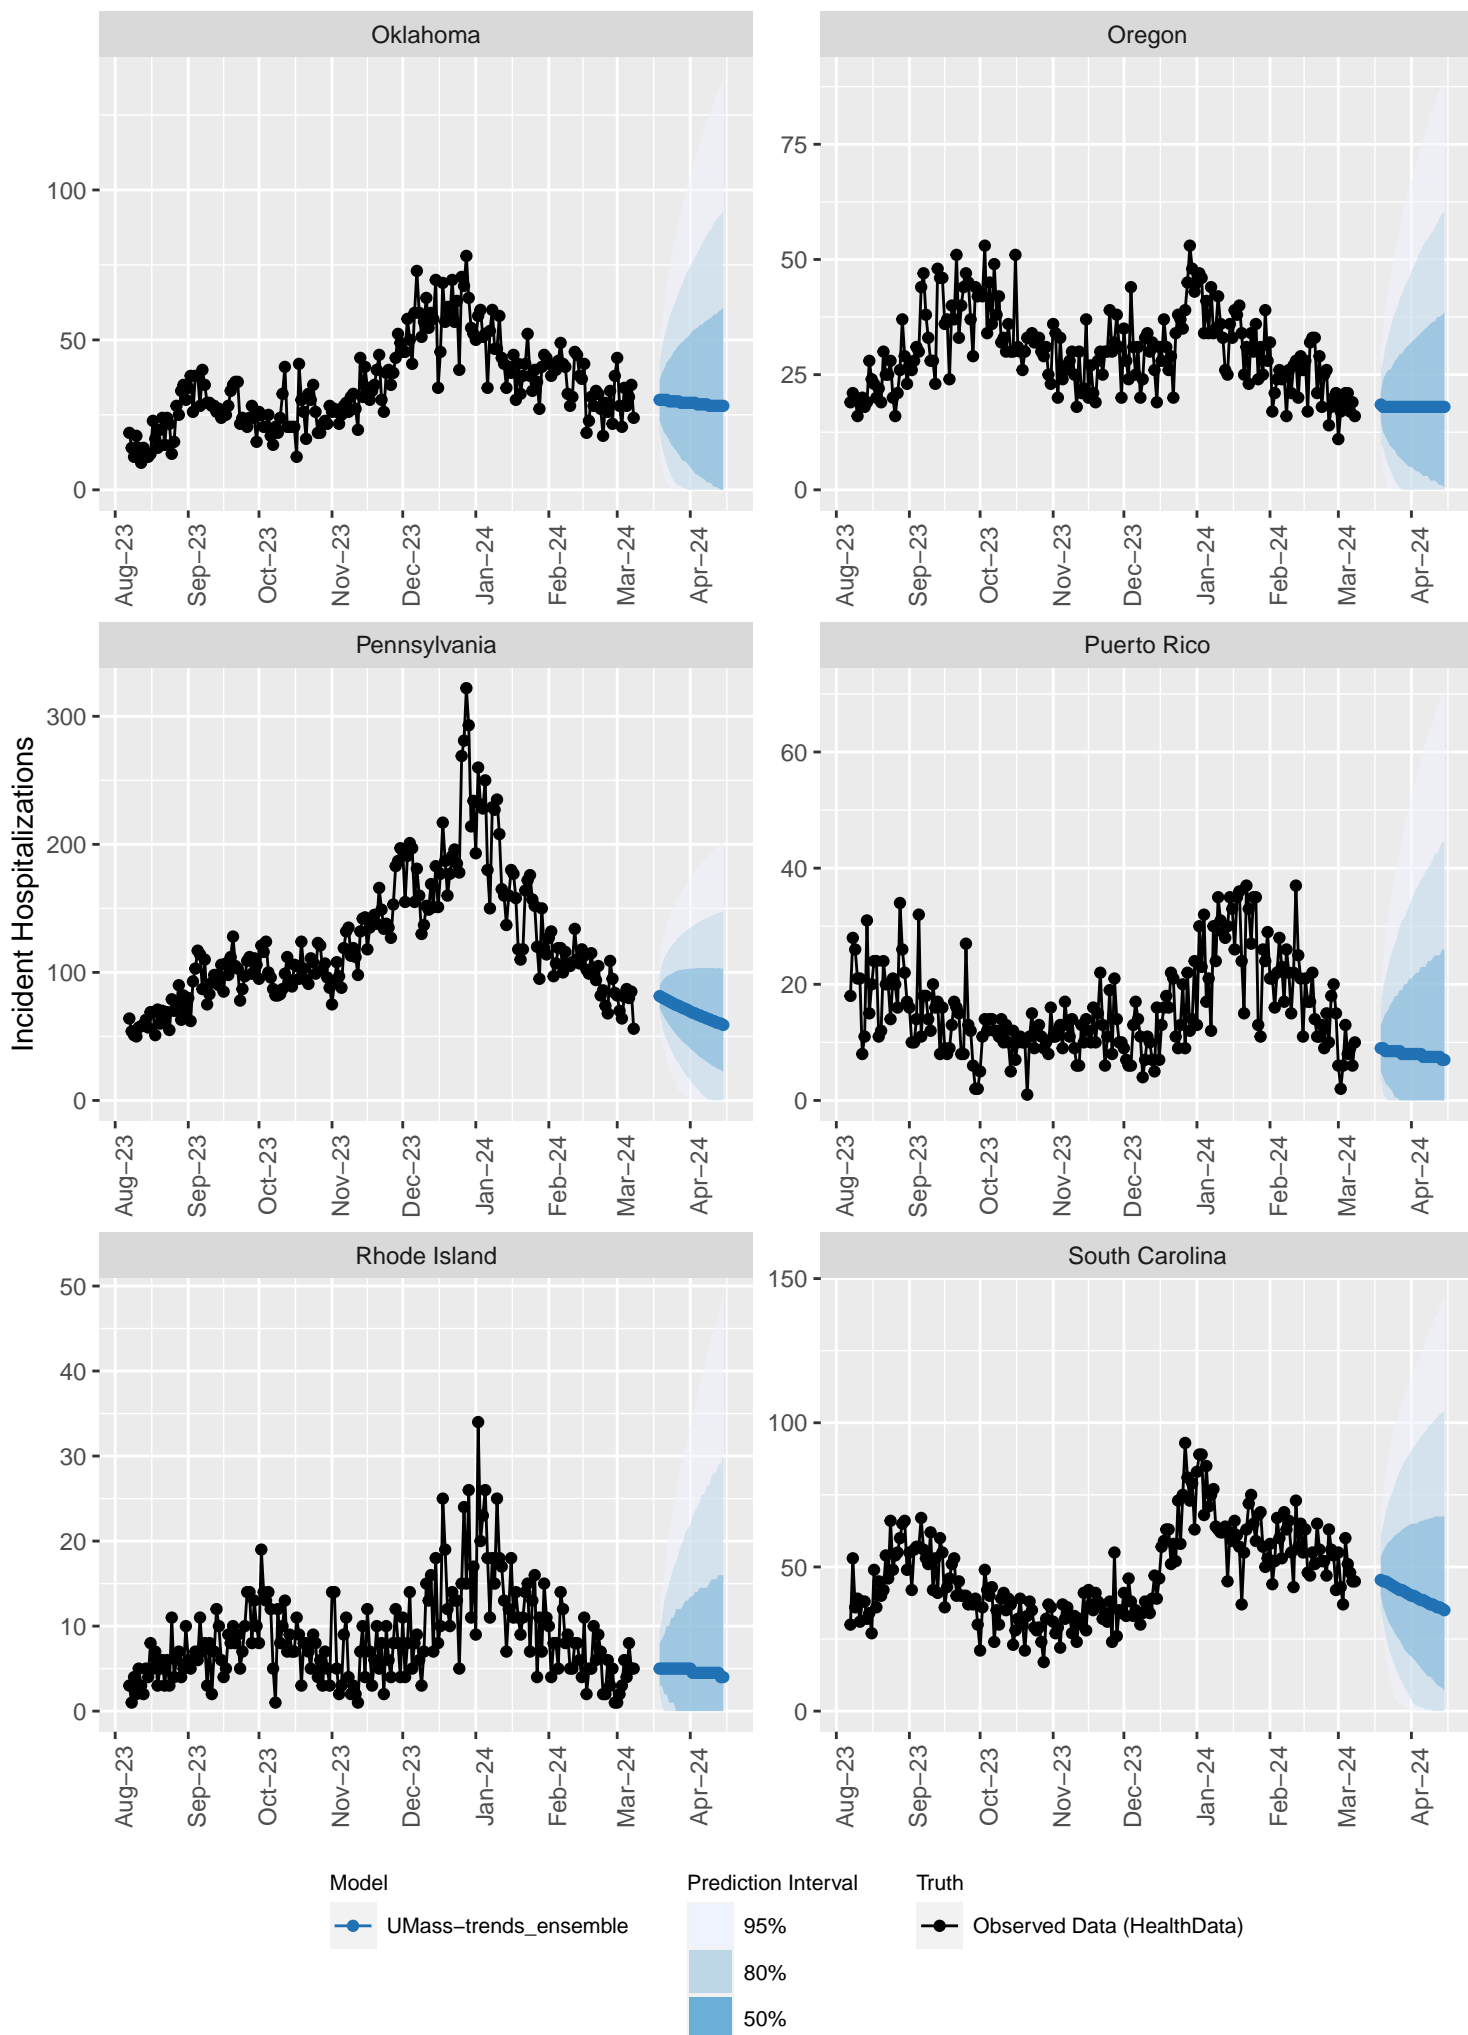 Oklahoma
Oregon
100
50
0
75
50
25
0
Aug−23
Sep−23
Oct−23
Nov−23
Dec−23
Jan−24
Feb−24
Mar−24
Apr−24
Aug−23
Sep−23
Oct−23
Nov−23
Dec−23
Jan−24
Feb−24
Mar−24
Apr−24
Incident Hospitalizations
Pennsylvania
Puerto Rico
300
200
100
0
60
40
20
0
Aug−23
Sep−23
Oct−23
Nov−23
Dec−23
Jan−24
Feb−24
Mar−24
Apr−24
Aug−23
Sep−23
Oct−23
Nov−23
Dec−23
Jan−24
Feb−24
Mar−24
Apr−24
Rhode Island
South Carolina
50
40
30
20
10
0
150
100
50
0
Aug−23
Sep−23
Oct−23
Nov−23
Dec−23
Jan−24
Feb−24
Mar−24
Apr−24
Aug−23
Sep−23
Oct−23
Nov−23
Dec−23
Jan−24
Feb−24
Mar−24
Apr−24
Model
UMass−trends_ensemble
Prediction Interval
95%
80%
50%
Truth
Observed Data (HealthData)